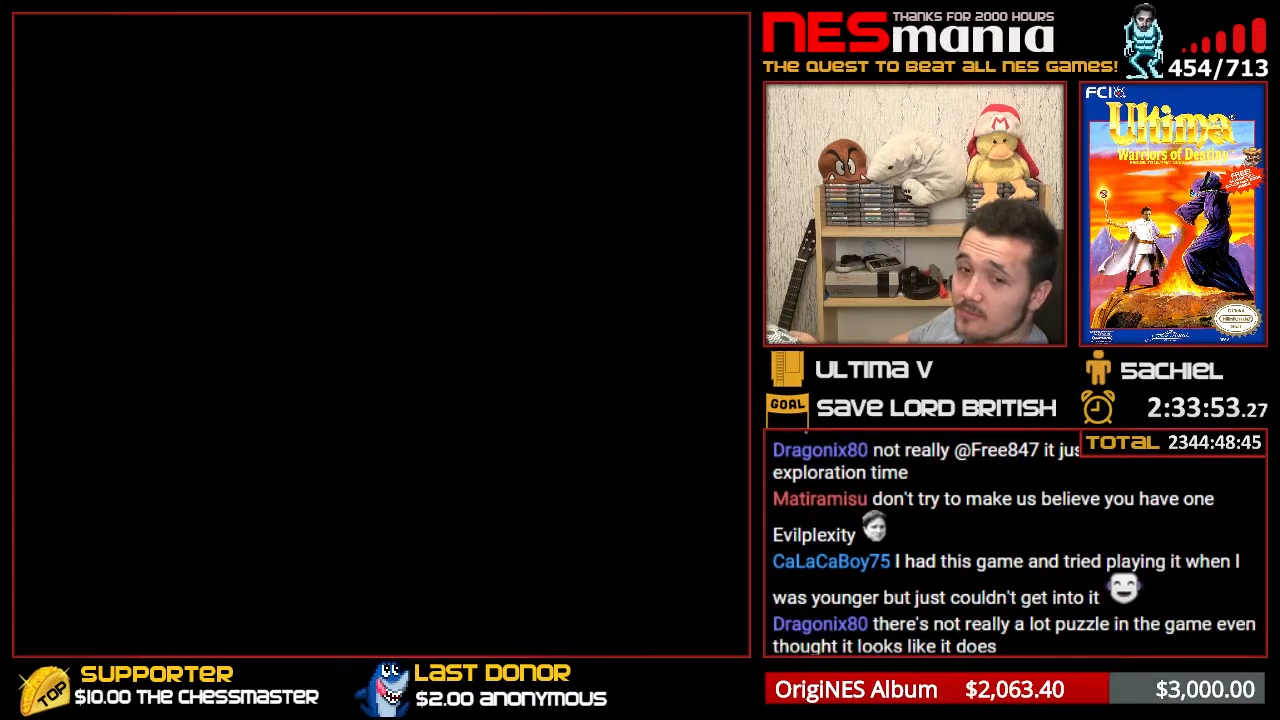 THANKS FOR 2000 HOURS
NESmania
THE QUEST TO BEAT ALL NES GAMES!
454/713
FCI
Ultima
Warriors of Destiny
FREE!
ULTIMA V
5ACHIEL
GOAL
SAVE LORD BRITISH
2:33:53.27
TOTAL 2344:48:45
Dragonix80 not really @Free847 it jus
exploration time
Matiramisu don't try to make us believe you have one
Evilplexity
CaLaCaBoy75 I had this game and tried playing it when I
was younger but just couldn't get into it
Dragonix80 there's not really a lot puzzle in the game even
thought it looks like it does
TOP
SUPPORTER
$10.00 THE CHESSMASTER
LAST DONOR
$2.00 ANONYMOUS
OrigiNES Album $2,063.40 $3,000.00